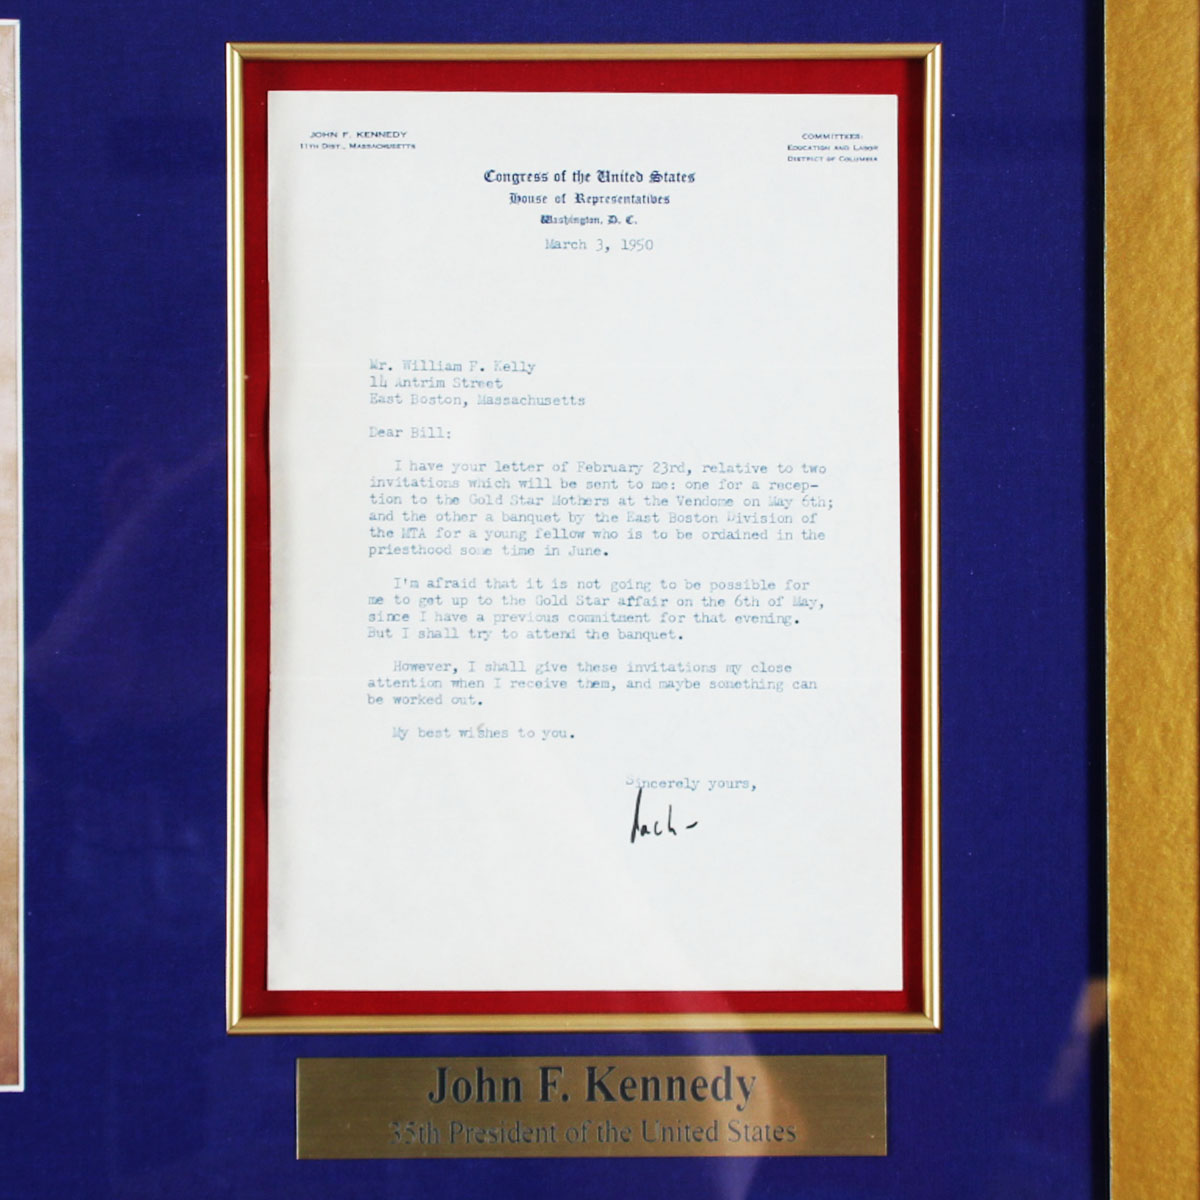 JOHN F. KENNEDY
11TH DIST., MASSACHUSETTS
COMMITTEES:
EDUCATION AND LABOR
DISTRICT OF COLUMBIA
Congress of the United States
House of Representatives
Washington, D. C.
March 3, 1950
Mr. William F. Kelly
14 Antrim Street
East Boston, Massachusetts
Dear Bill:
I have your letter of February 23rd, relative to two
invitations which will be sent to me: one for a recep-
tion to the Gold Star Mothers at the Vendome on May 6th;
and the other a banquet by the East Boston Division of
the MTA for a young fellow who is to be ordained in the
priesthood some time in June.
I'm afraid that it is not going to be possible for
me to get up to the Gold Star affair on the 6th of May,
since I have a previous commitment for that evening.
But I shall try to attend the banquet.
However, I shall give these invitations my close
attention when I receive them, and maybe something can
be worked out.
My best wishes to you.
Sincerely yours,
Jack-
John F. Kennedy
35th President of the United States